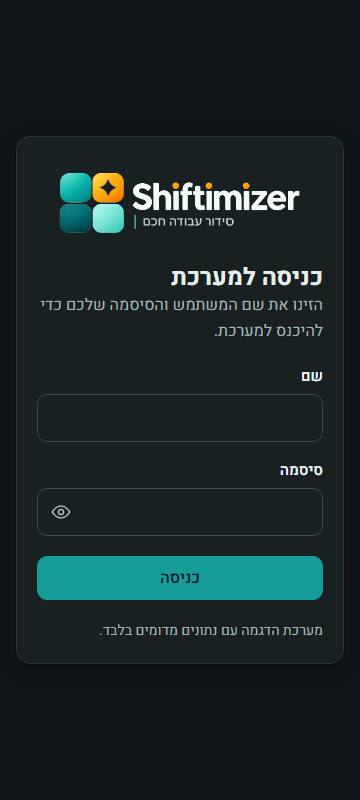 Shiftimizer
סידור עבודה חכם |
כניסה למערכת
הזינו את שם המשתמש והסיסמה שלכם כדי
להיכנס למערכת.
שם
סיסמה
כניסה
מערכת הדגמה עם נתונים מדומים בלבד.